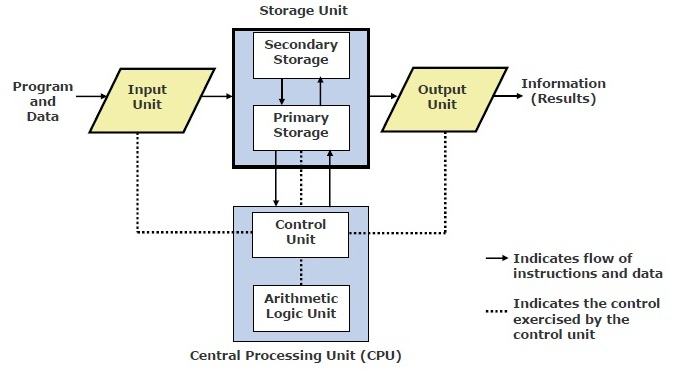 Storage Unit
Secondary
Storage
Program
and
Data
Input
Unit
Primary
Storage
Output
Unit
Information
(Results)
Control
Unit
Arithmetic
Logic Unit
Central Processing Unit (CPU)
Indicates flow of
instructions and data
Indicates the control
exercised by the
control unit